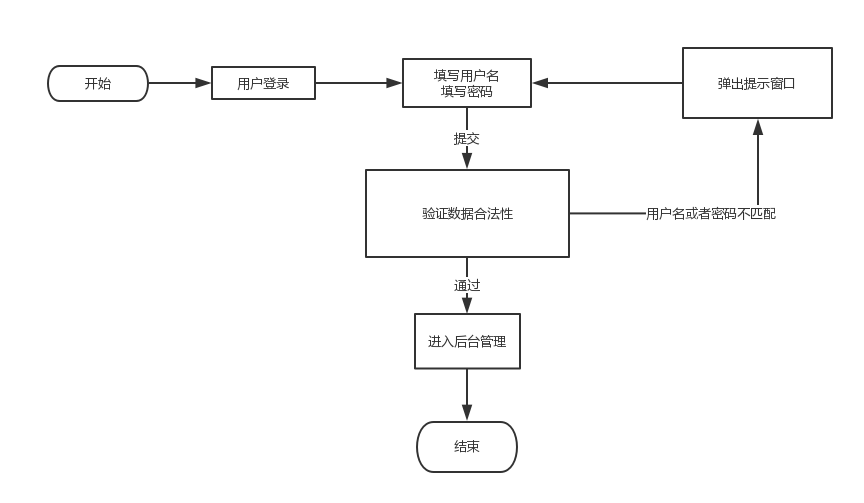 开始
用户登录
填写用户名
填写密码
弹出提示窗口
提交
验证数据合法性
用户名或者密码不匹配
通过
进入后台管理
结束